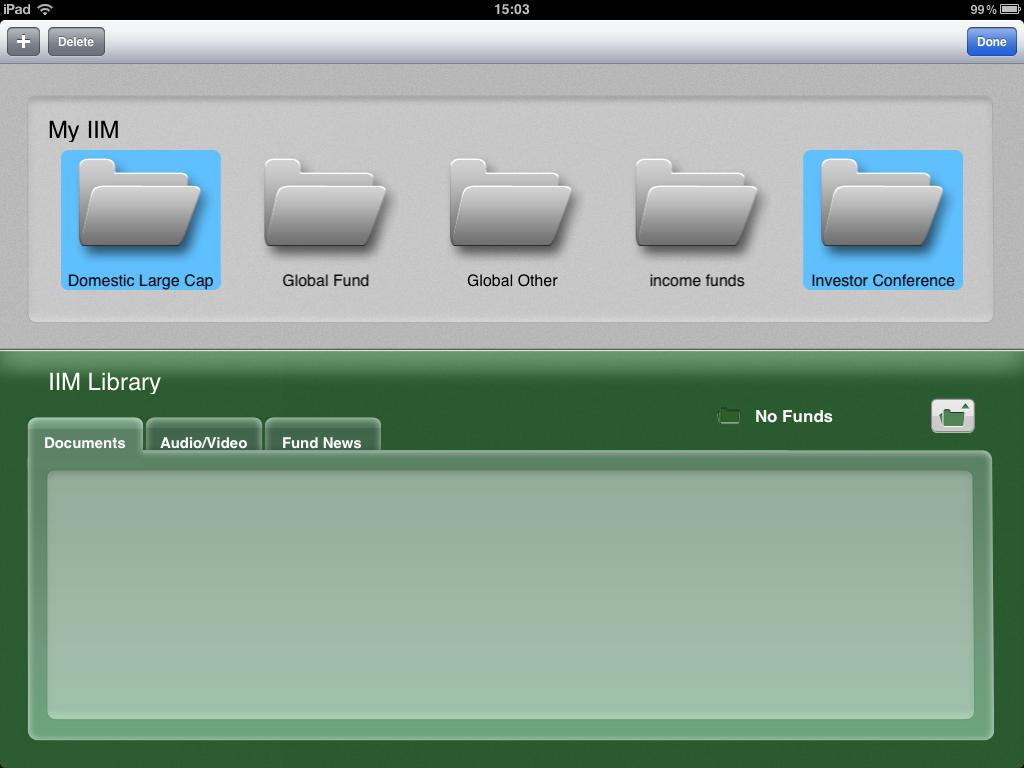 iPad 15:03 99%
+ Delete Done
My IIM
Domestic Large Cap Global Fund Global Other income funds Investor Conference
IIM Library
No Funds
Documents Audio/Video Fund News